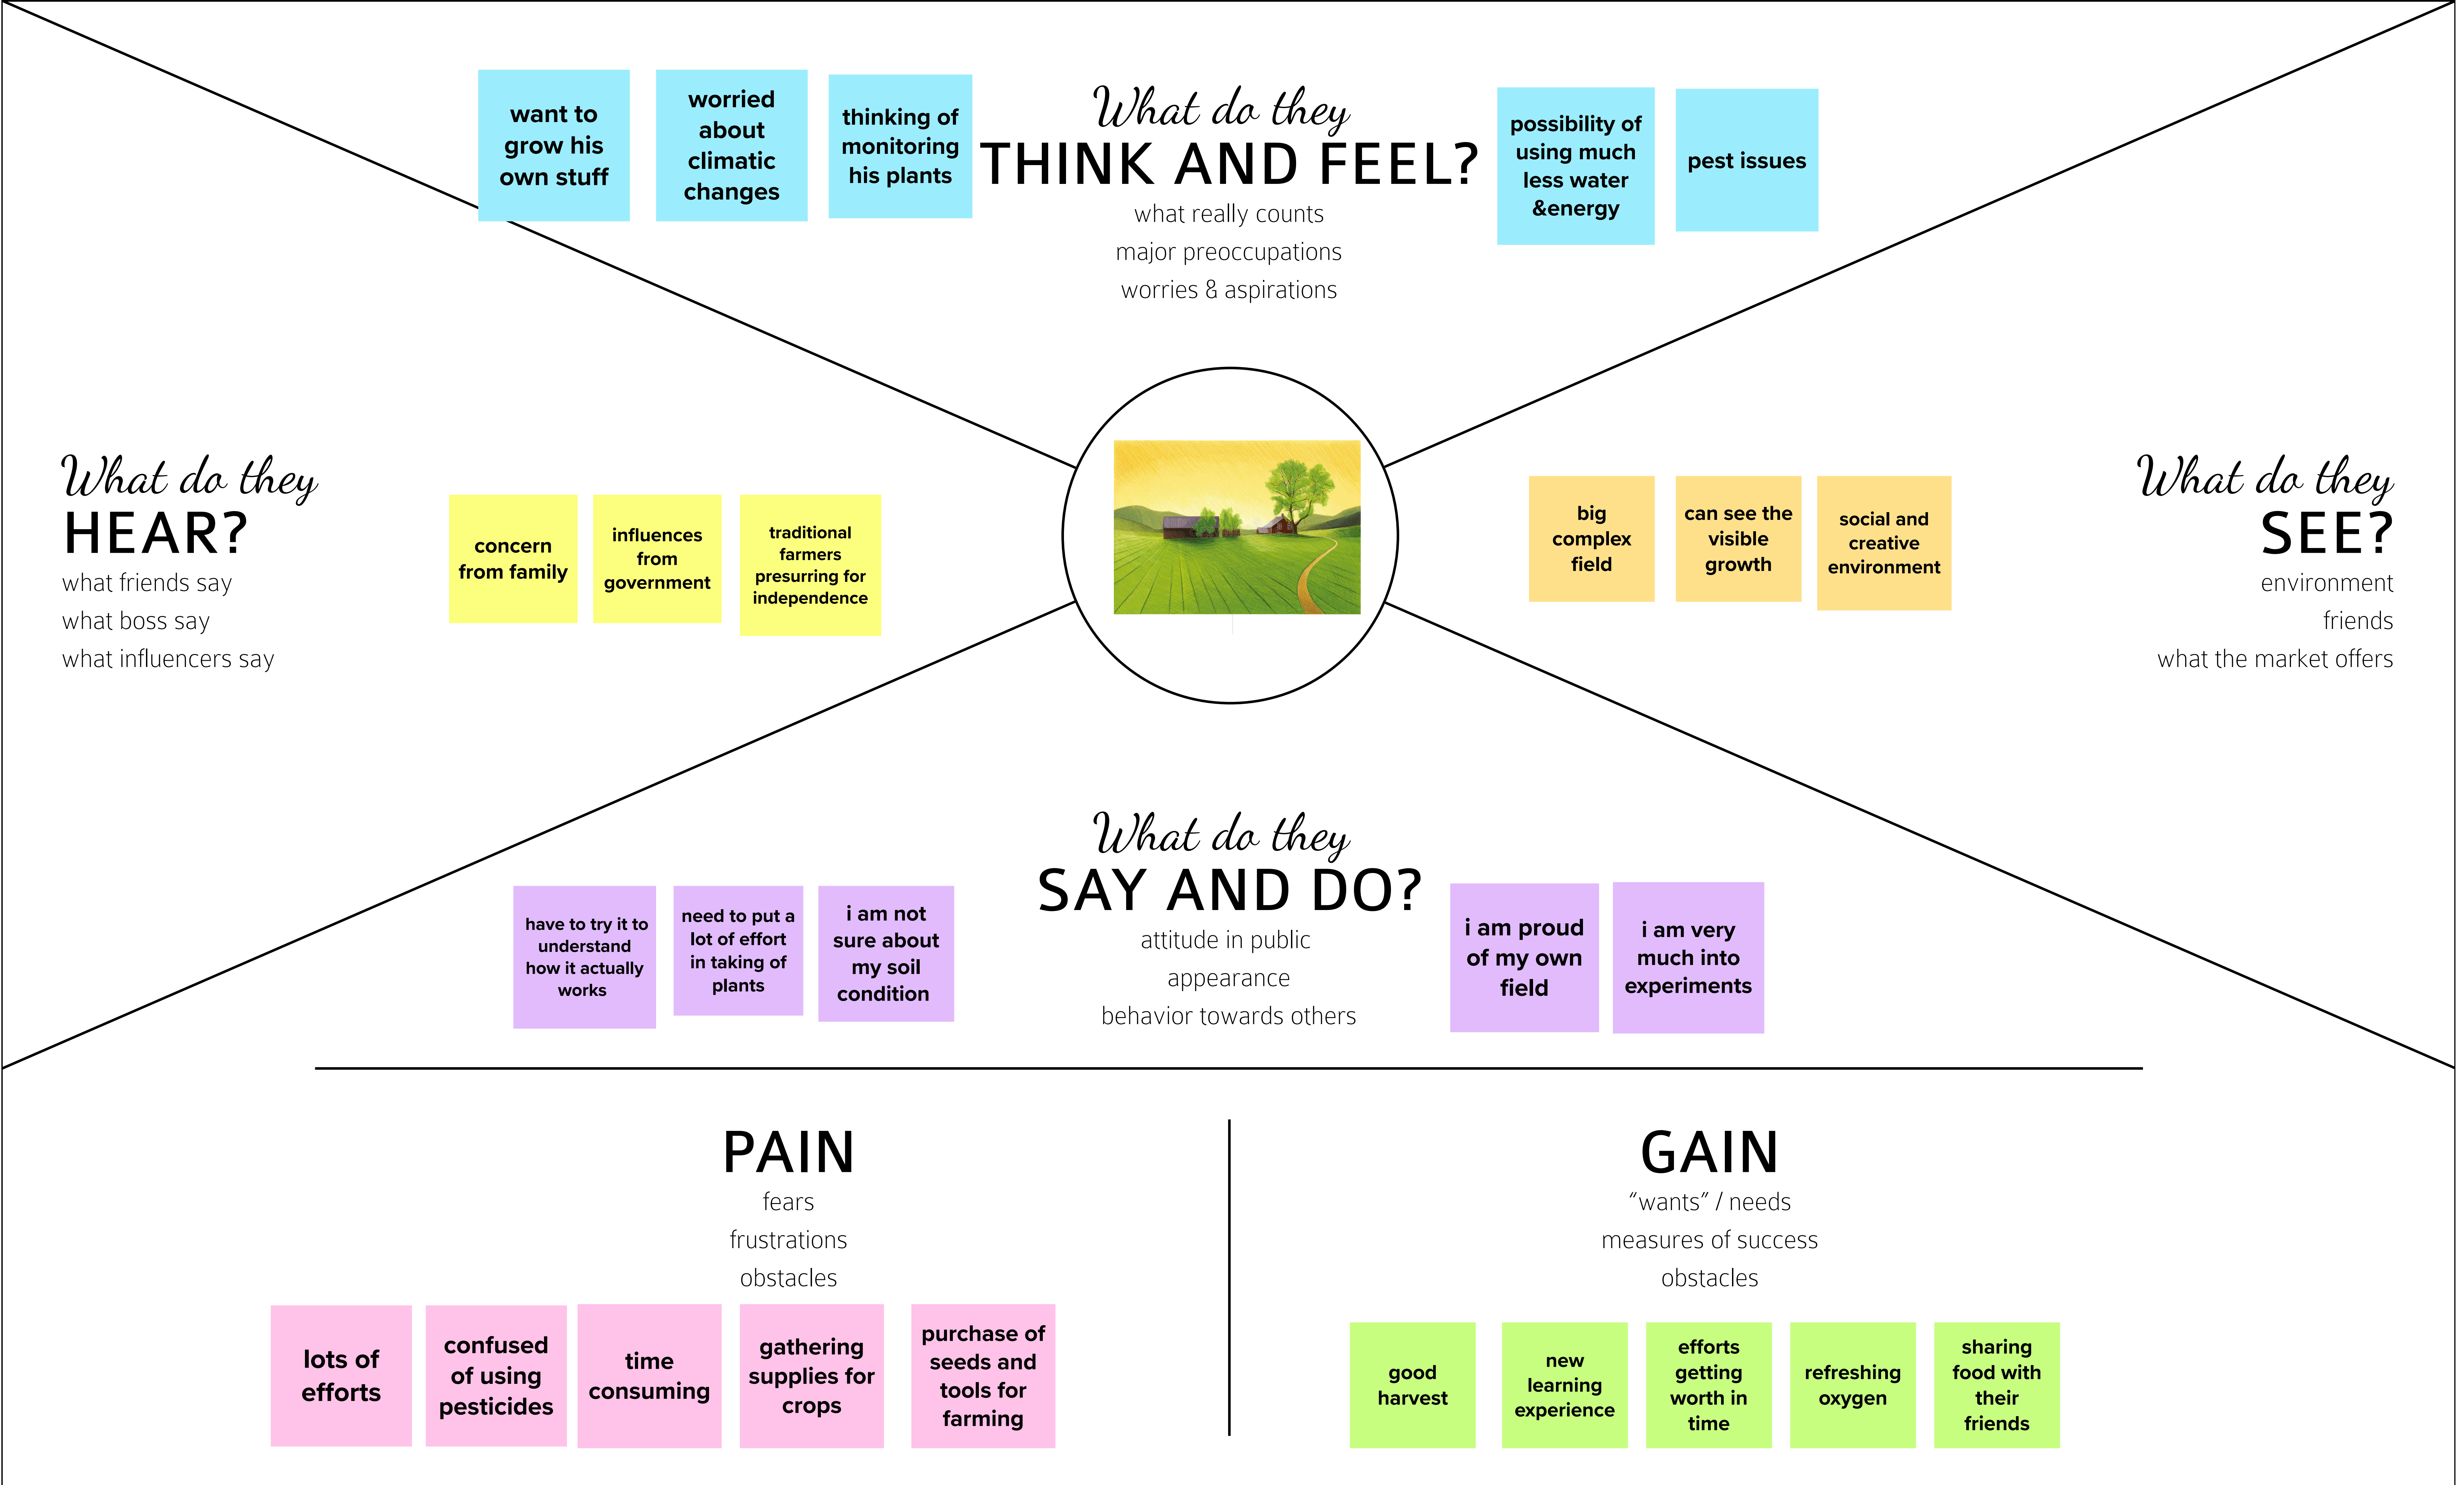 want to
grow his
own stuff
worried
about
climatic
changes
thinking of
monitoring
his plants
What do they
THINK AND FEEL?
what really counts
major preoccupations
worries & aspirations
possibility of
using much
less water
&energy
pest issues
What do they
HEAR?
what friends say
what boss say
what influencers say
concern
from family
influences
from
government
traditional
farmers
presurring for
independence
big
complex
field
can see the
visible
growth
social and
creative
environment
What do they
SEE?
environment
friends
what the market offers
have to try it to
understand
how it actually
works
need to put a
lot of effort
in taking of
plants
i am not
sure about
my soil
condition
What do they
SAY AND DO?
attitude in public
appearance
behavior towards others
i am proud
of my own
field
i am very
much into
experiments
PAIN
fears
frustrations
obstacles
lots of
efforts
confused
of using
pesticides
time
consuming
gathering
supplies for
crops
purchase of
seeds and
tools for
farming
GAIN
“wants” / needs
measures of success
obstacles
good
harvest
new
learning
experience
efforts
getting
worth in
time
refreshing
oxygen
sharing
food with
their
friends